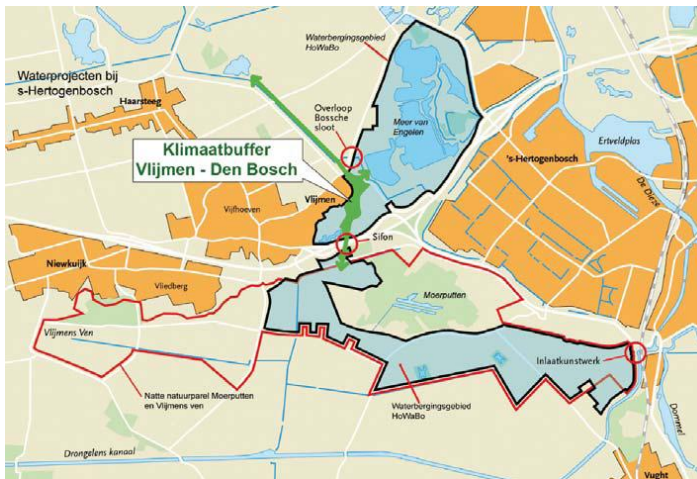 Waterbergingsgebied
HoWaBo
Waterprojecten bij
s-Hertogenbosch
Haarsteeg
Overloop
Bossche
sloot
Meer van
Engelen
Ertveldplas
's-Hertogenbosch
De Dieze
Klimaatbuffer
Vlijmen - Den Bosch
Vijfhoeven
Vlijmen
Sifon
Niewkuijk
Vliedberg
Moerputten
Vlijmens Ven
Inlaatkunstwerk
Natte natuurparel Moerputten
en Vlijmens ven
Waterbergingsgebied
HoWaBo
Dommel
Drongelens kanaal
Vught